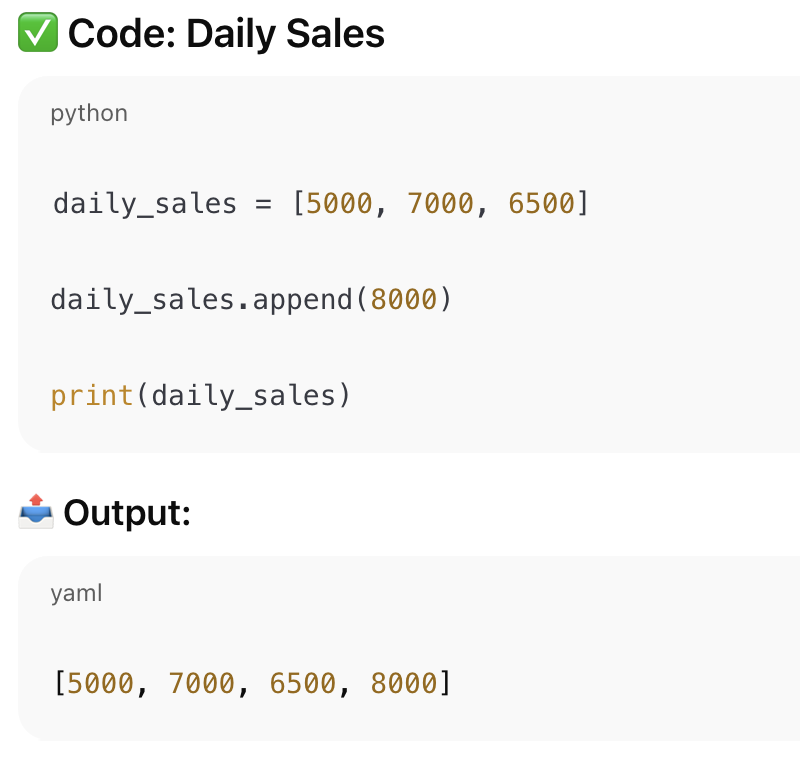 ✅ Code: Daily Sales
python
daily_sales = [5000, 7000, 6500]
daily_sales.append(8000)
print(daily_sales)
📤 Output:
yaml
[5000, 7000, 6500, 8000]